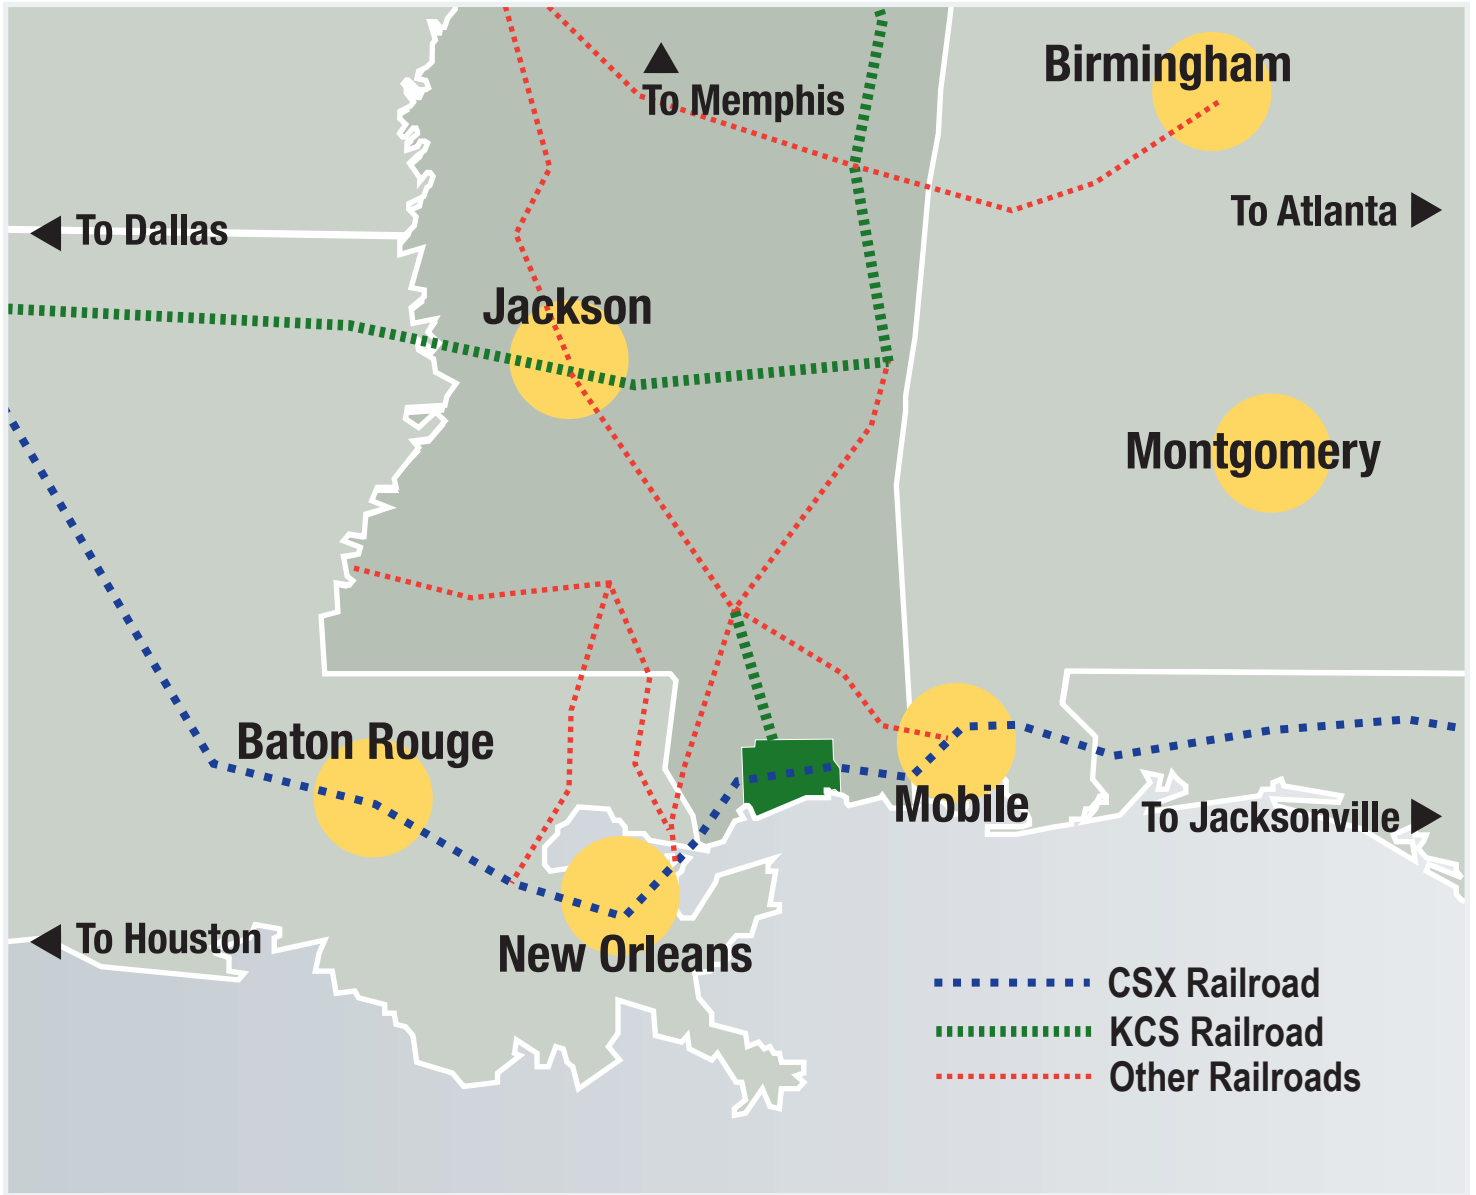 Birmingham
To Memphis
To Atlanta
To Dallas
Jackson
Montgomery
Baton Rouge
Mobile
To Jacksonville
To Houston
New Orleans
CSX Railroad
KCS Railroad
Other Railroads